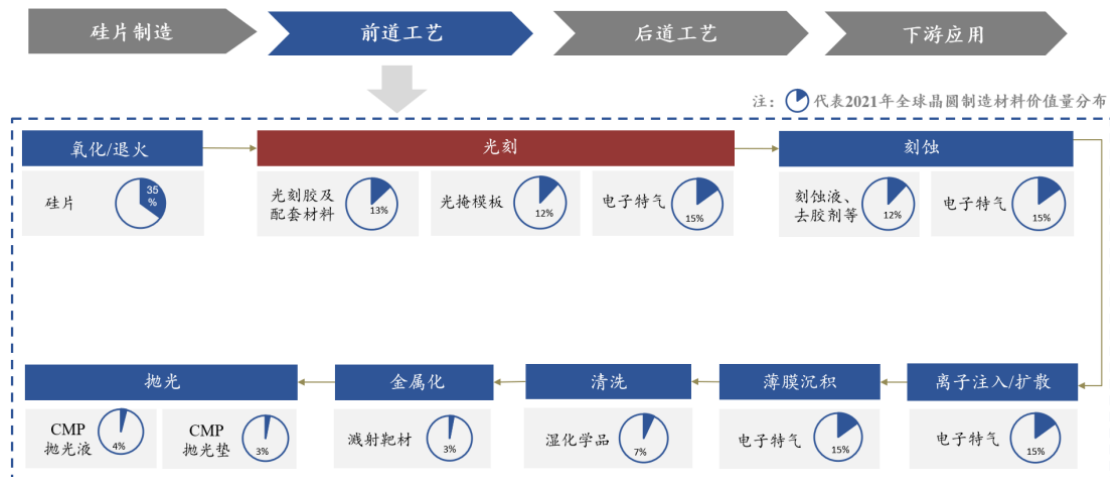 硅片制造
前道工艺
后道工艺
下游应用
注：代表2021年全球晶圆制造材料价值量分布
氧化/退火
光刻
刻蚀
硅片
35
%
光刻胶及
配套材料
13%
光掩模板
12%
电子特气
15%
刻蚀液、
去胶剂等
12%
电子特气
15%
抛光
金属化
清洗
薄膜沉积
离子注入/扩散
CMP
抛光液
4%
CMP
抛光垫
3%
溅射靶材
3%
湿化学品
7%
电子特气
15%
电子特气
15%